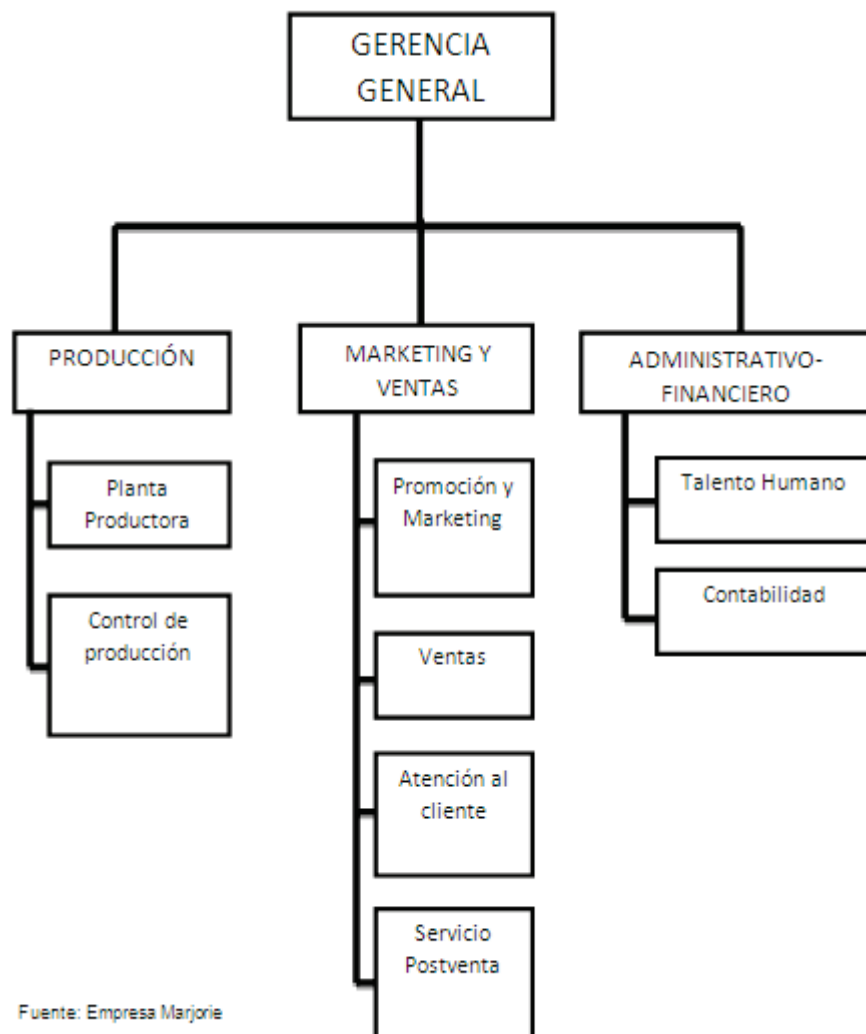 GERENCIA
GENERAL
PRODUCCIÓN
Planta
Productora
Control de
producción
MARKETING Y
VENTAS
Promoción y
Marketing
Ventas
Atención al
cliente
Servicio
Postventa
ADMINISTRATIVO-
FINANCIERO
Talento Humano
Contabilidad
Fuente: Empresa Marjorie